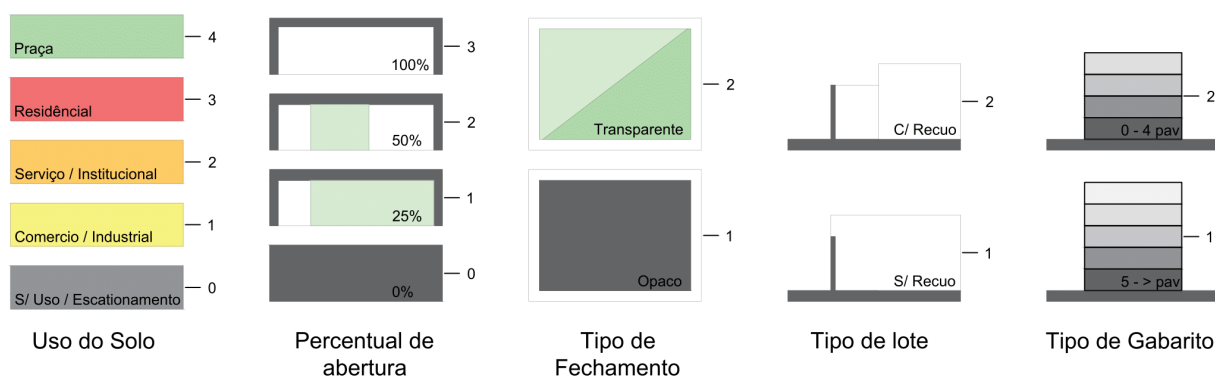 Praça
4
Residêncial
3
Serviço / Institucional
2
Comercio / Industrial
1
S/ Uso / Escationamento
0
Uso do Solo
100%
3
50%
2
25%
1
0%
0
Percentual de
abertura
Transparente
2
Opaco
1
Tipo de
Fechamento
C/ Recuo
2
S/ Recuo
1
Tipo de lote
0 - 4 pav
2
5 - > pav
1
Tipo de Gabarito